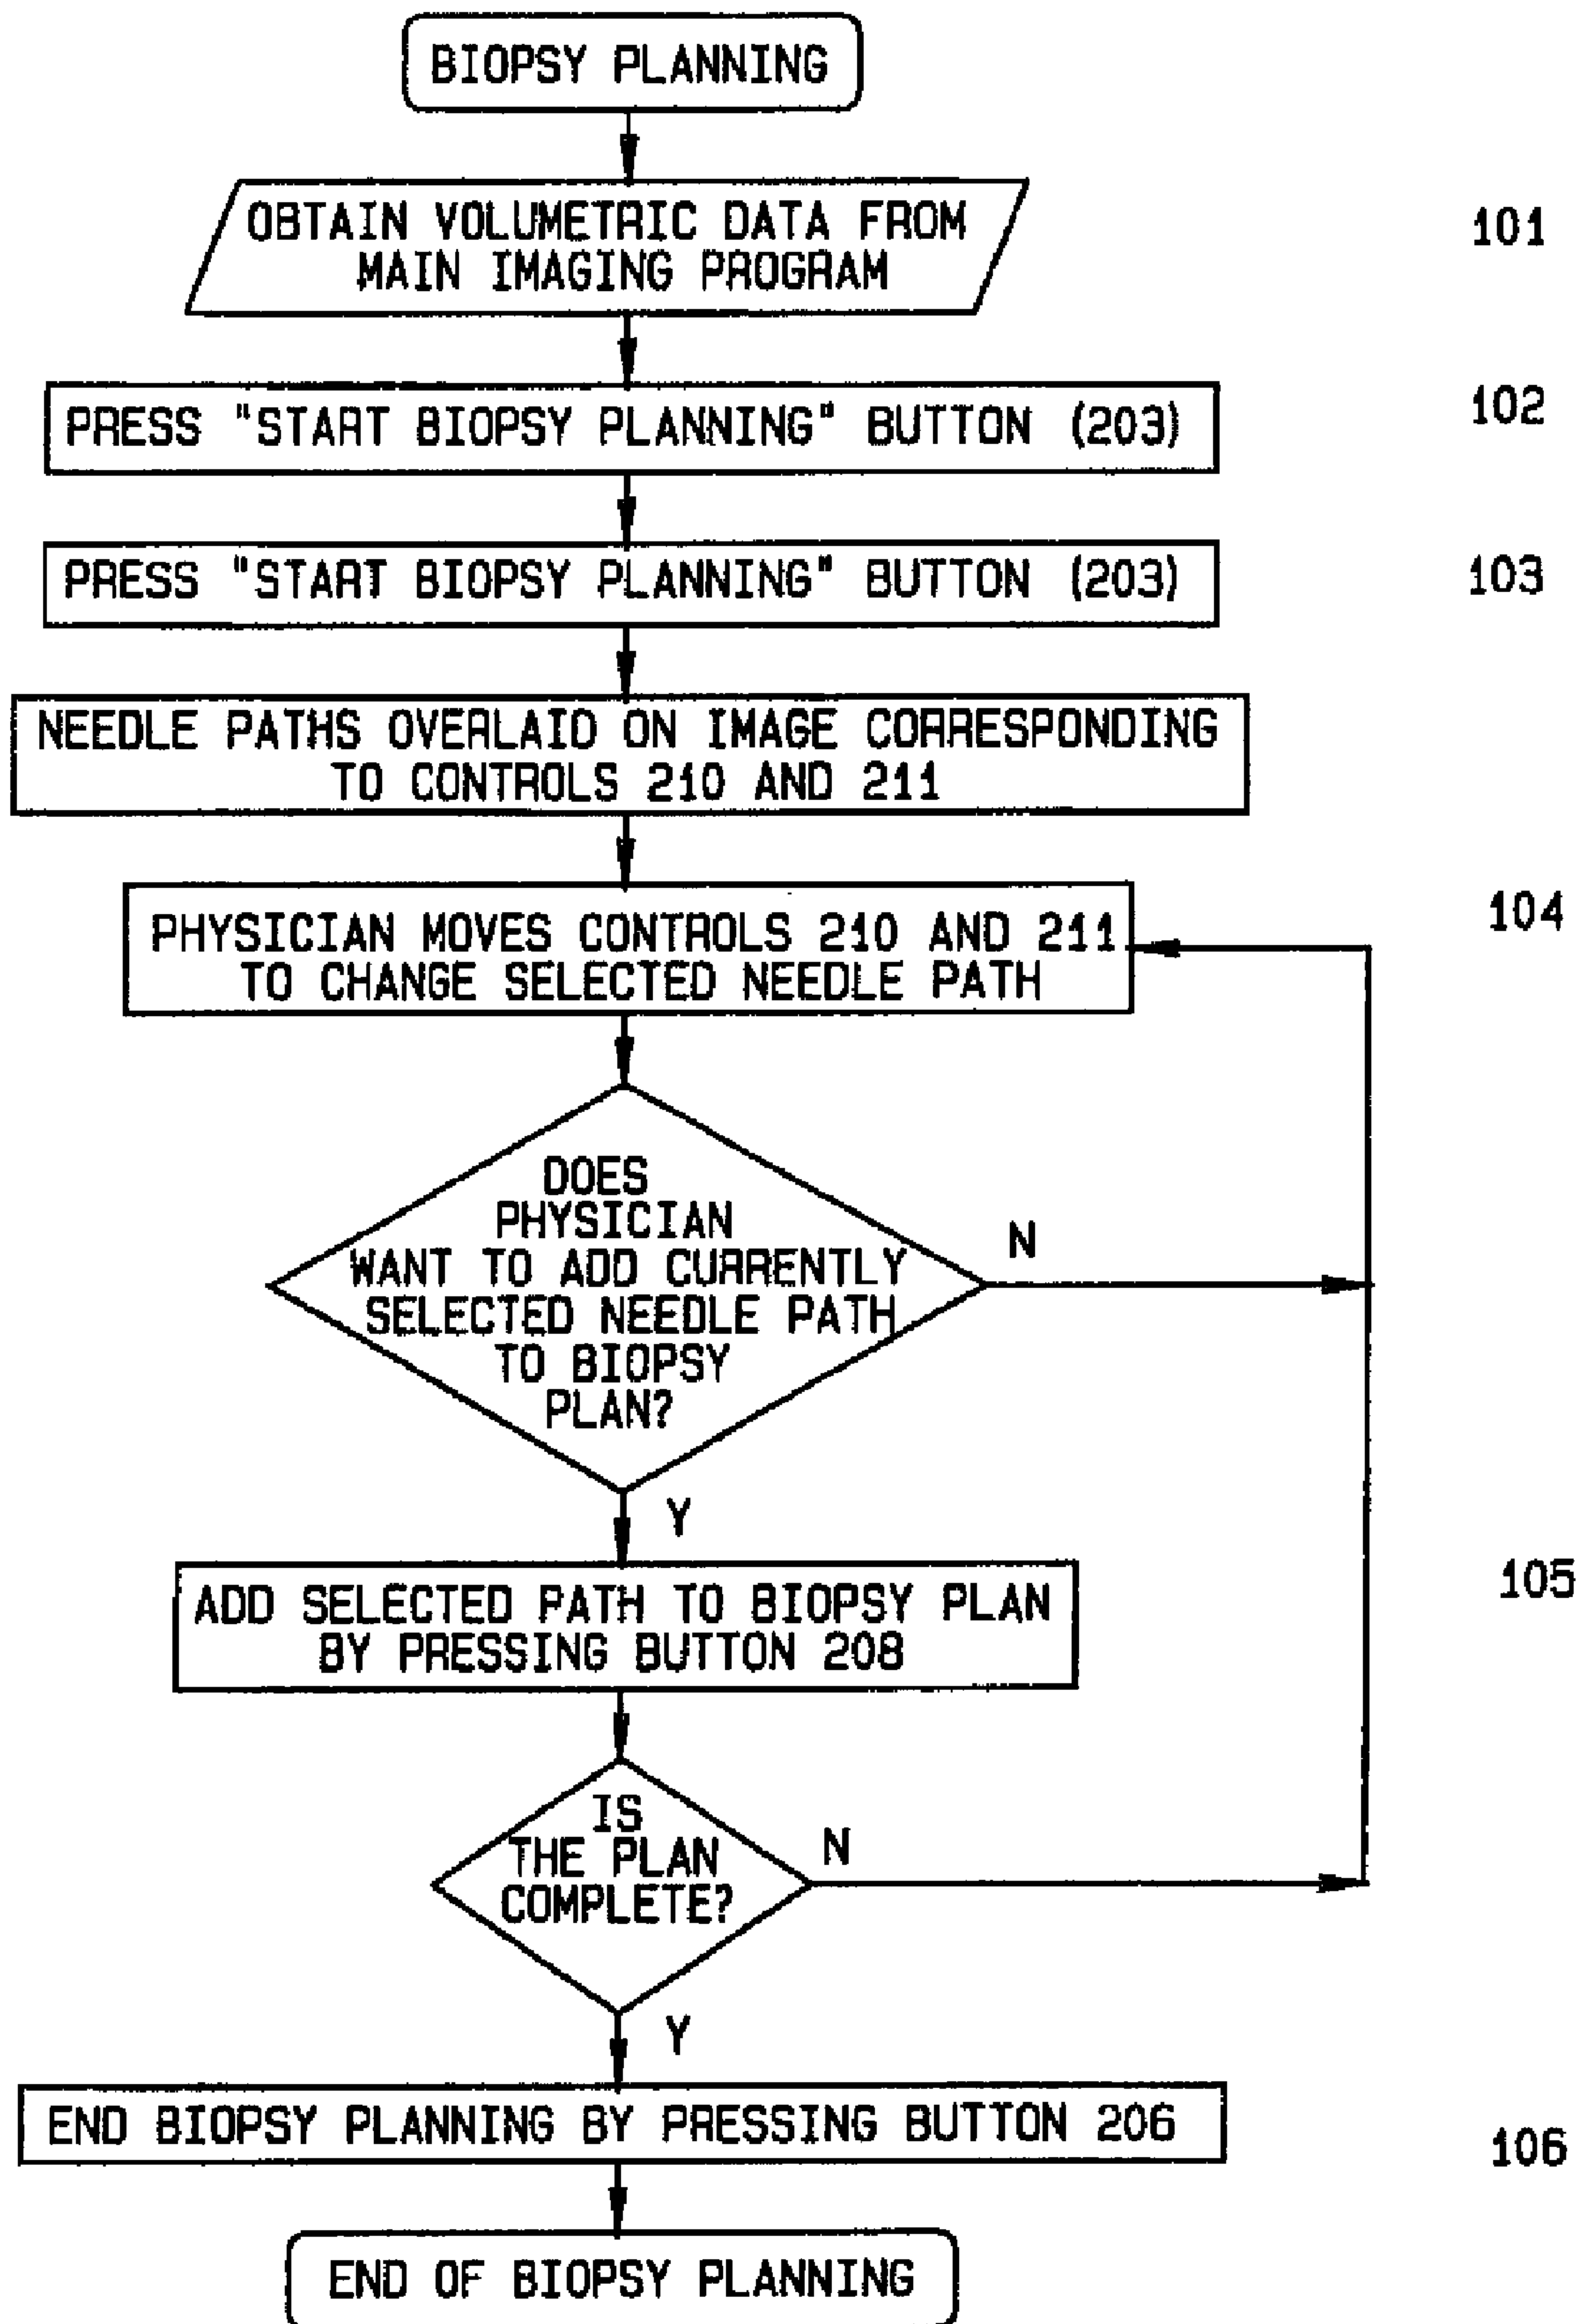 BIOPSY PLANNING
OBTAIN VOLUMETRIC DATA FROM
MAIN IMAGING PROGRAM
101
PRESS "START BIOPSY PLANNING" BUTTON (203)
102
PRESS "START BIOPSY PLANNING" BUTTON (203)
103
NEEDLE PATHS OVERLAID ON IMAGE CORRESPONDING
TO CONTROLS 210 AND 211
PHYSICIAN MOVES CONTROLS 210 AND 211
TO CHANGE SELECTED NEEDLE PATH
104
DOES
PHYSICIAN
WANT TO ADD CURRENTLY
SELECTED NEEDLE PATH
TO BIOPSY
PLAN?
N
Y
ADD SELECTED PATH TO BIOPSY PLAN
BY PRESSING BUTTON 208
105
IS
THE PLAN
COMPLETE?
N
Y
END BIOPSY PLANNING BY PRESSING BUTTON 206
106
END OF BIOPSY PLANNING